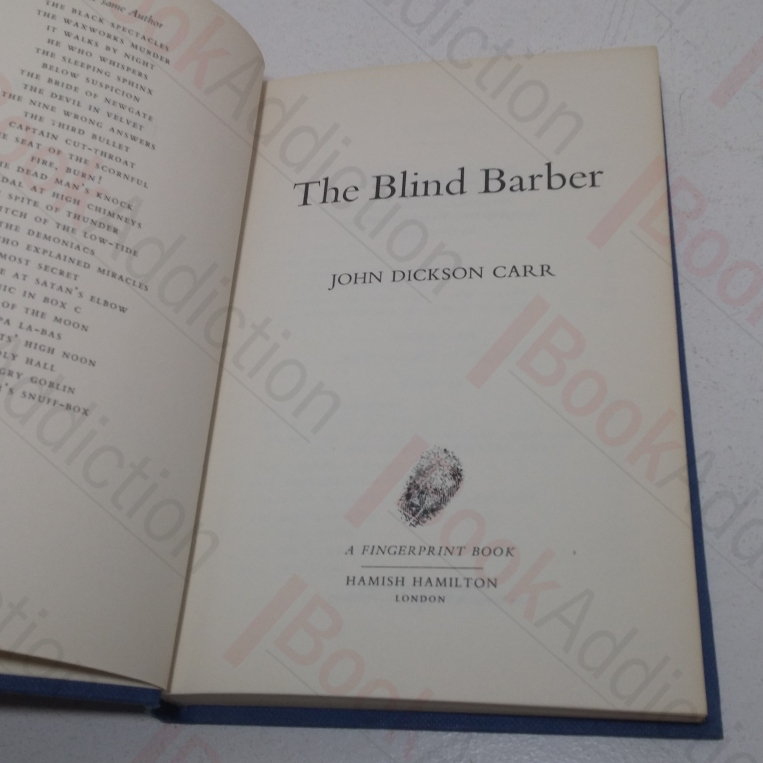 Same Author
THE BLACK SPECTACLES
THE WAXWORKS MURDER
IT WALKS BY NIGHT
HE WHO WHISPERS
THE SLEEPING SPHINX
BELOW SUSPICION
THE BRIDE OF NEWGATE
THE DEVIL IN VELVET
THE NINE WRONG ANSWERS
THE THIRD BULLET
CAPTAIN CUT-THROAT
SEAT OF THE SCORNFUL
FIRE, BURN!
DEAD MAN'S KNOCK
AT HIGH CHIMNEYS
SPITE OF THUNDER
OF THE LOW-TIDE
THE DEMONIACS
EXPLAINED MIRACLES
MOST SECRET
AT SATAN'S ELBOW
IN BOX C
OF THE MOON
LA-BAS
HIGH NOON
HALL
GOBLIN
SNUFF-BOX
The Blind Barber
JOHN DICKSON CARR
A FINGERPRINT BOOK
HAMISH HAMILTON
LONDON
BookAddiction